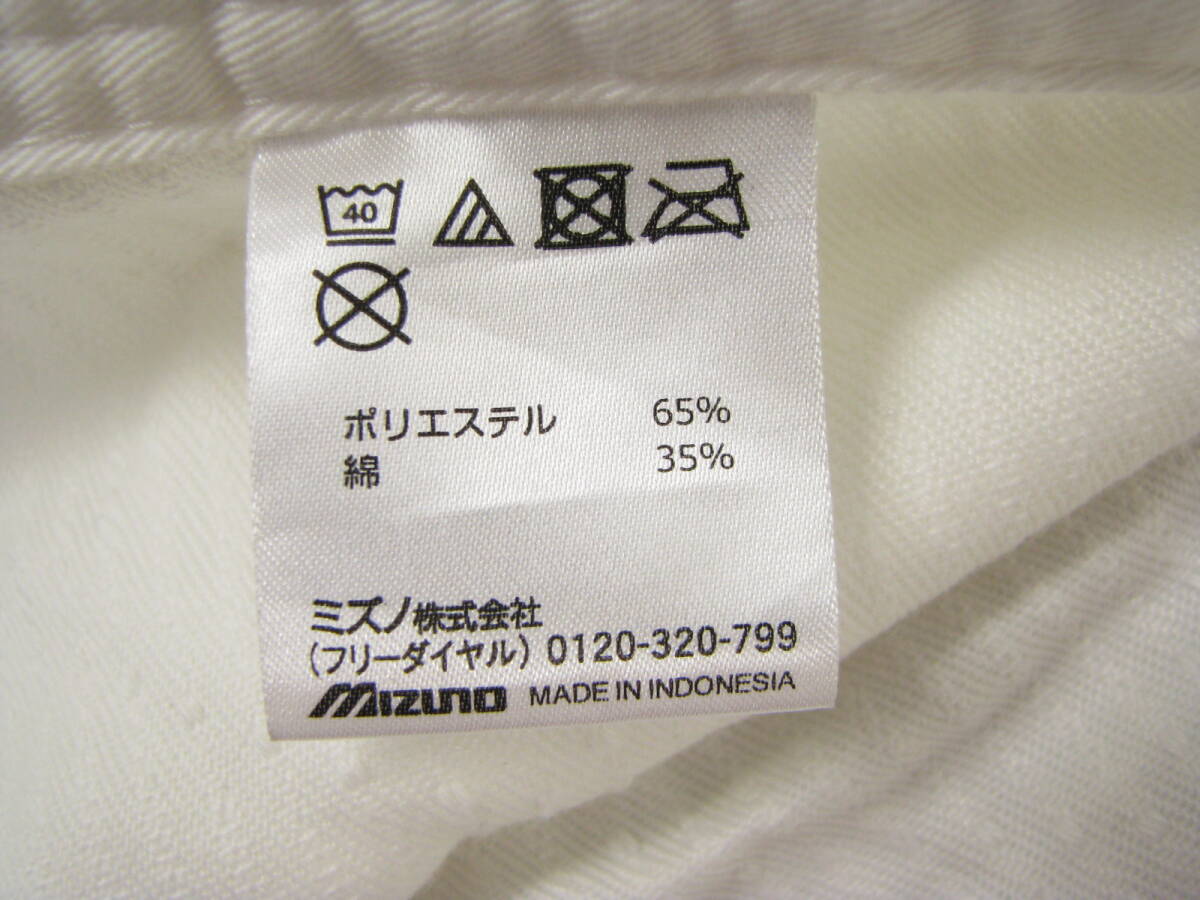 40
ポリエステル 65%
綿 35%
ミズノ株式会社
(フリーダイヤル) 0120-320-799
MIZUNO MADE IN INDONESIA